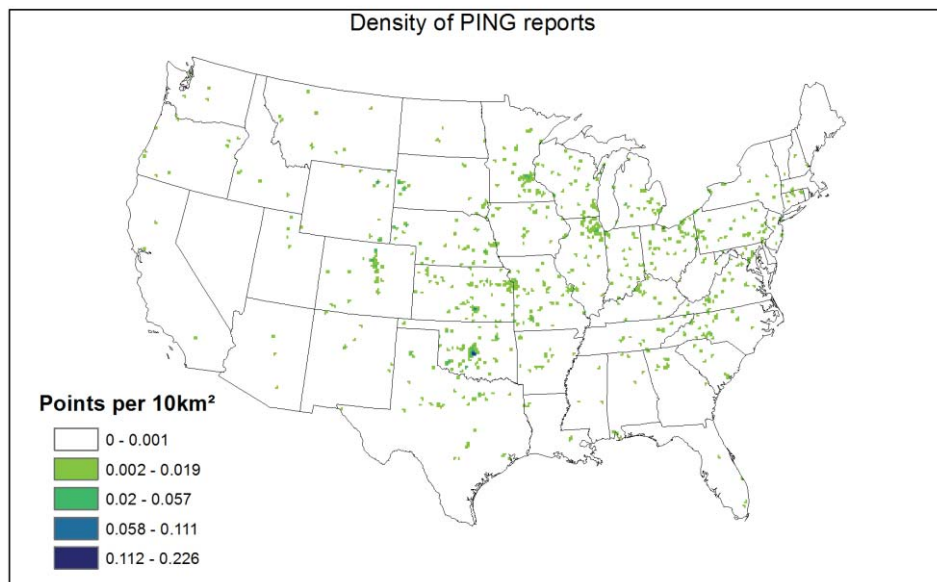 Density of PING reports
Points per 10km²
0 - 0.001
0.002 - 0.019
0.02 - 0.057
0.058 - 0.111
0.112 - 0.226